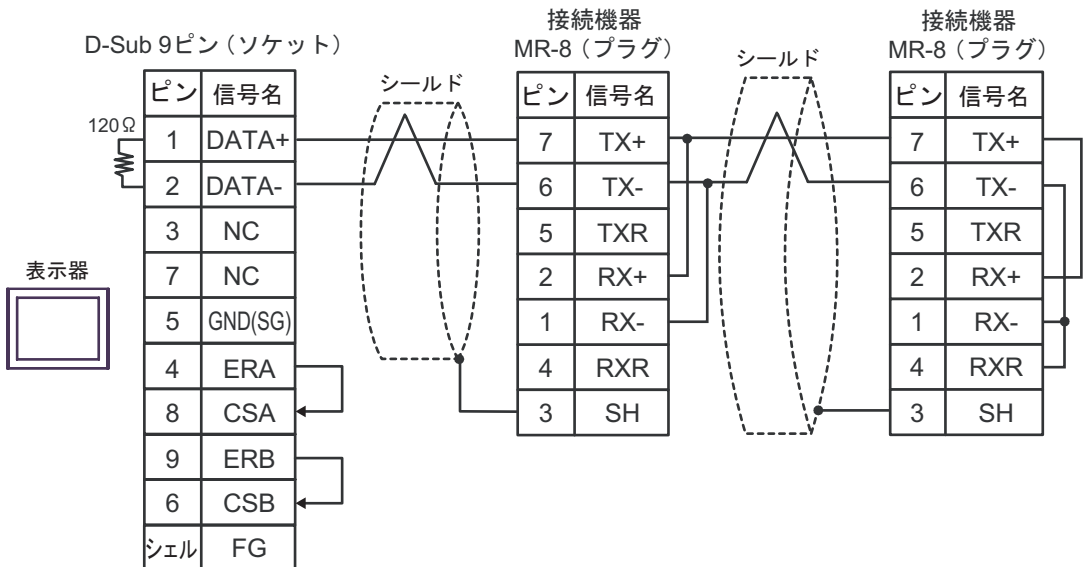 接続機器
MR-8（プラグ）
接続機器
MR-8（プラグ）
D-Sub 9ピン（ソケット）
シールド
シールド
ピン 信号名
1 DATA+
2 DATA-
3 NC
7 NC
5 GND(SG)
4 ERA
8 CSA
9 ERB
6 CSB
シェル FG
120Ω
表示器
ピン 信号名
7 TX+
6 TX-
5 TXR
2 RX+
1 RX-
4 RXR
3 SH
ピン 信号名
7 TX+
6 TX-
5 TXR
2 RX+
1 RX-
4 RXR
3 SH